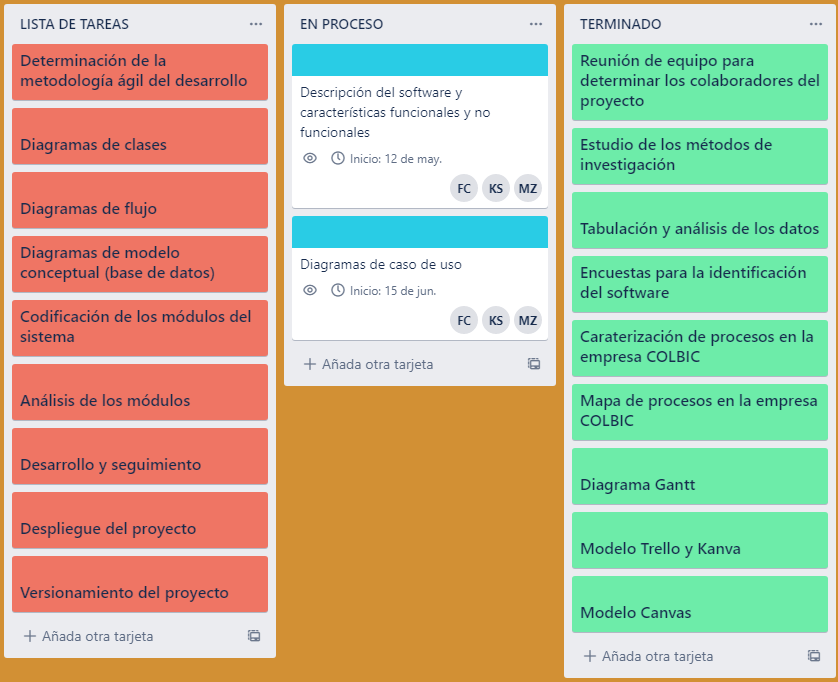 LISTA DE TAREAS
Determinación de la
metodología ágil del desarrollo
Diagramas de clases
Diagramas de flujo
Diagramas de modelo
conceptual (base de datos)
Codificación de los módulos del
sistema
Análisis de los módulos
Desarrollo y seguimiento
Despliegue del proyecto
Versionamiento del proyecto
Añada otra tarjeta
EN PROCESO
Descripción del software y
características funcionales y no
funcionales
Inicio: 12 de may.
FC KS MZ
Diagramas de caso de uso
Inicio: 15 de jun.
FC KS MZ
Añada otra tarjeta
TERMINADO
Reunión de equipo para
determinar los colaboradores del
proyecto
Estudio de los métodos de
investigación
Tabulación y análisis de los datos
Encuestas para la identificación
del software
Caraterización de procesos en la
empresa COLBIC
Mapa de procesos en la empresa
COLBIC
Diagrama Gantt
Modelo Trello y Kanva
Modelo Canvas
Añada otra tarjeta